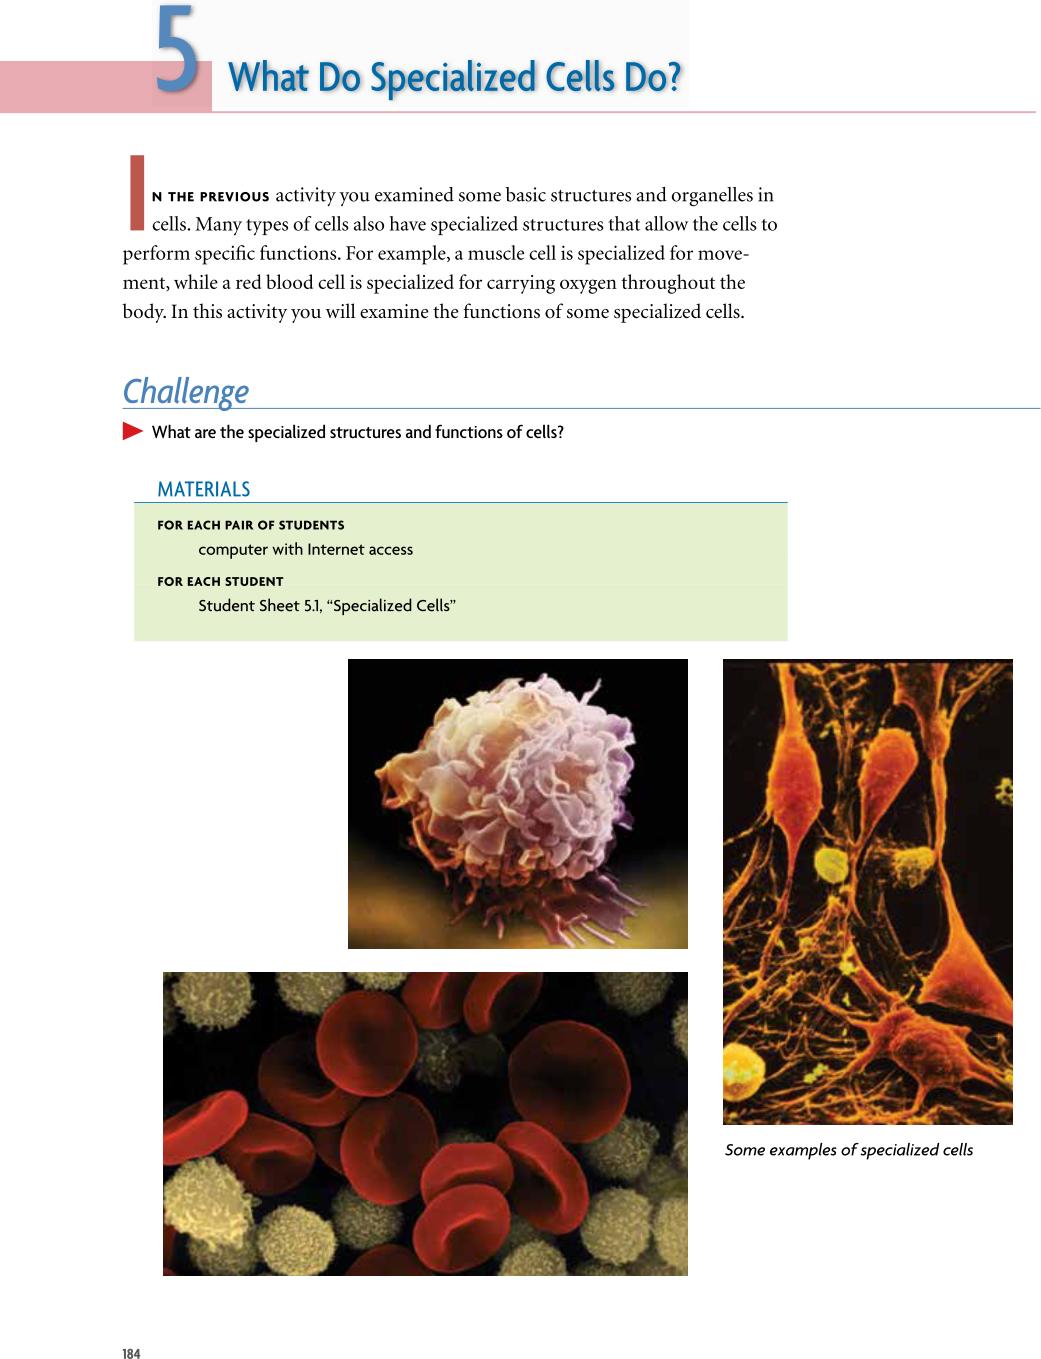 5
What Do Specialized Cells Do?
IN THE PREVIOUS activity you examined some basic structures and organelles in
cells. Many types of cells also have specialized structures that allow the cells to
perform specific functions. For example, a muscle cell is specialized for move-
ment, while a red blood cell is specialized for carrying oxygen throughout the
body. In this activity you will examine the functions of some specialized cells.
Challenge
What are the specialized structures and functions of cells?
MATERIALS
FOR EACH PAIR OF STUDENTS
computer with Internet access
FOR EACH STUDENT
Student Sheet 5.1, “Specialized Cells”
Some examples of specialized cells
184